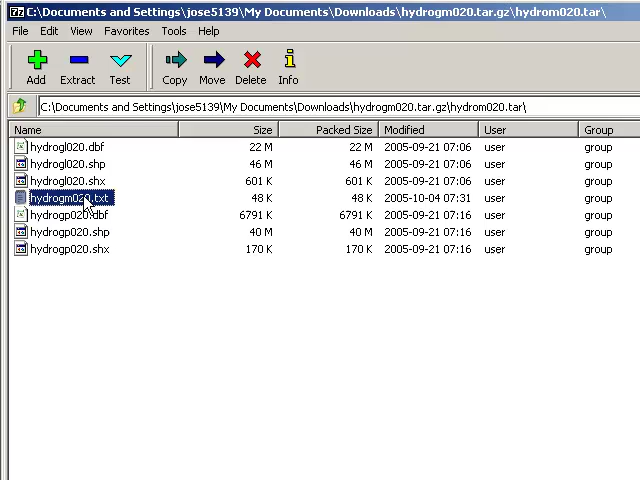 7z C:\Documents and Settings\jose5139\My Documents\Downloads\hydrogm020.tar.gz\hydrom020.tar\
File Edit View Favorites Tools Help
Add Extract Test Copy Move Delete Info
C:\Documents and Settings\jose5139\My Documents\Downloads\hydrogm020.tar.gz\hydrom020.tar\
Name Size Packed Size Modified User Group
hydrogl020.dbf 22 M 22 M 2005-09-21 07:06 user group
hydrogl020.shp 46 M 46 M 2005-09-21 07:06 user group
hydrogl020.shx 601 K 601 K 2005-09-21 07:06 user group
hydrogm020.txt 48 K 48 K 2005-10-04 07:31 user group
hydrogp020.dbf 6791 K 6791 K 2005-09-21 07:16 user group
hydrogp020.shp 40 M 40 M 2005-09-21 07:16 user group
hydrogp020.shx 170 K 170 K 2005-09-21 07:16 user group